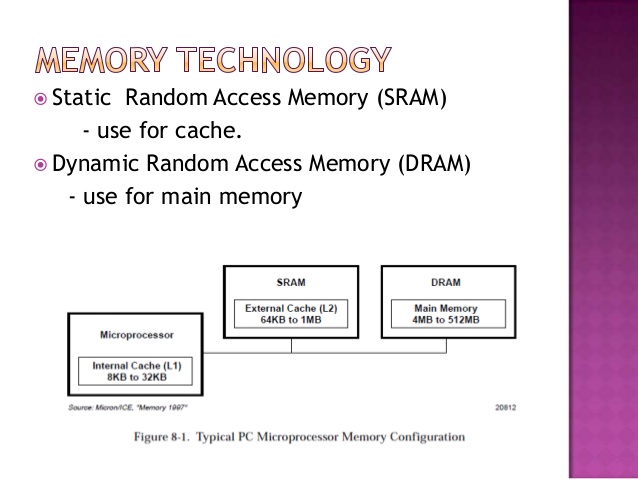 MEMORY TECHNOLOGY
Static Random Access Memory (SRAM)
- use for cache.
Dynamic Random Access Memory (DRAM)
- use for main memory
SRAM
External Cache (L2)
64KB to 1MB
DRAM
Main Memory
4MB to 512MB
Microprocessor
Internal Cache (L1)
8KB to 32KB
Source: Micron/ICE, "Memory 1997"
20812
Figure 8-1. Typical PC Microprocessor Memory Configuration